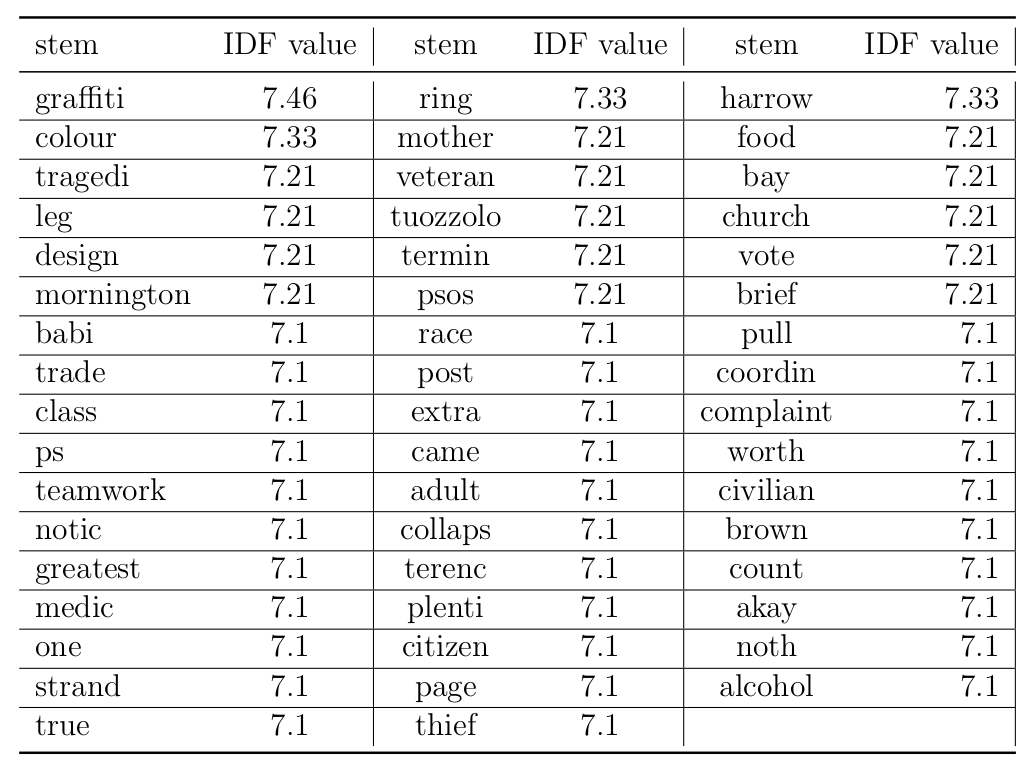 stem IDF value stem IDF value stem IDF value
graffiti 7.46 ring 7.33 harrow 7.33
colour 7.33 mother 7.21 food 7.21
tragedi 7.21 veteran 7.21 bay 7.21
leg 7.21 tuozzolo 7.21 church 7.21
design 7.21 termin 7.21 vote 7.21
mornington 7.21 psos 7.21 brief 7.21
babi 7.1 race 7.1 pull 7.1
trade 7.1 post 7.1 coordin 7.1
class 7.1 extra 7.1 complaint 7.1
ps 7.1 came 7.1 worth 7.1
teamwork 7.1 adult 7.1 civilian 7.1
notic 7.1 collaps 7.1 brown 7.1
greatest 7.1 terenc 7.1 count 7.1
medic 7.1 plenti 7.1 akay 7.1
one 7.1 citizen 7.1 noth 7.1
strand 7.1 page 7.1 alcohol 7.1
true 7.1 thief 7.1